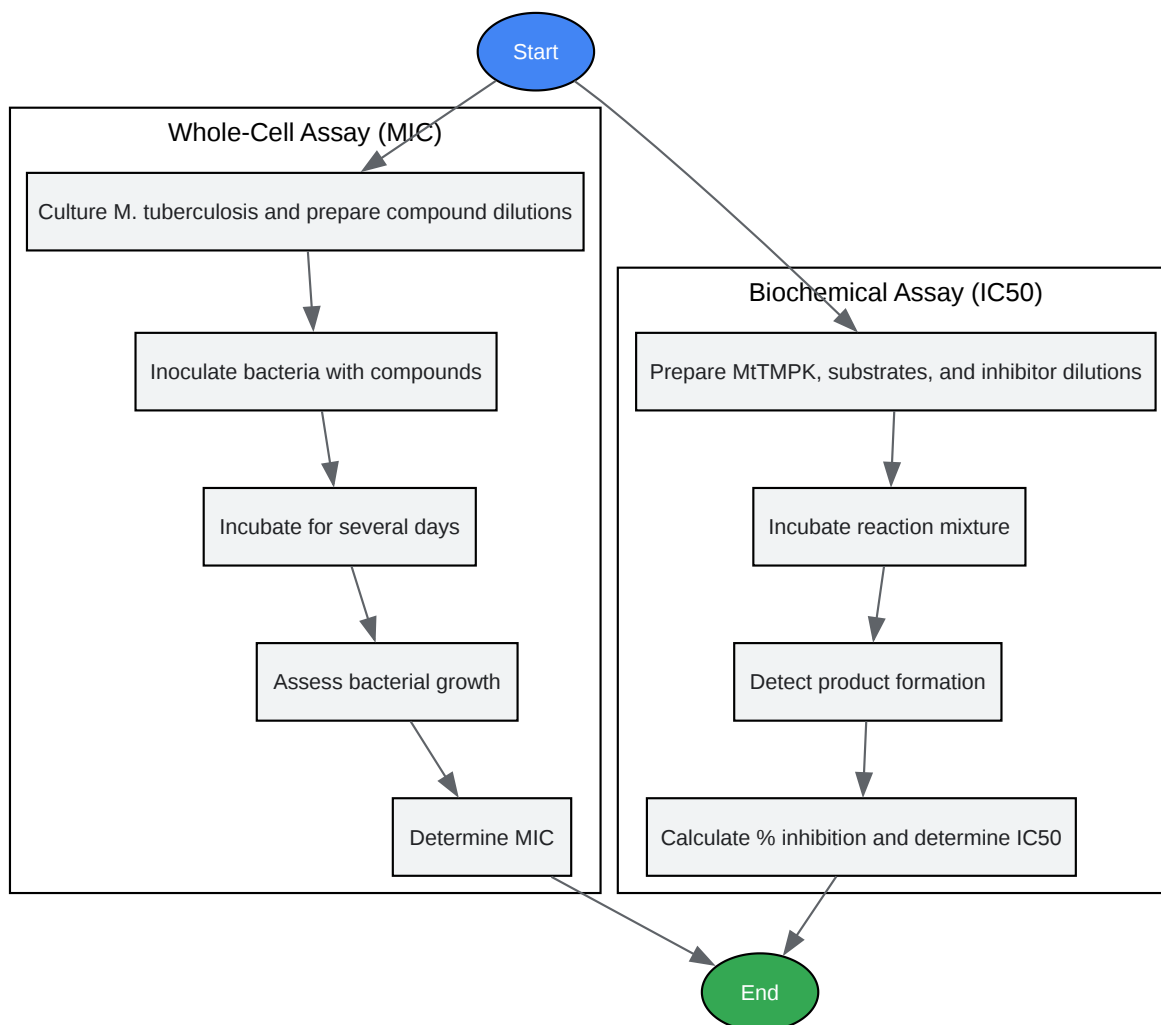 Start
Whole-Cell Assay (MIC)
Culture M. tuberculosis and prepare compound dilutions
Inoculate bacteria with compounds
Incubate for several days
Assess bacterial growth
Determine MIC
Biochemical Assay (IC50)
Prepare MtTMPK, substrates, and inhibitor dilutions
Incubate reaction mixture
Detect product formation
Calculate % inhibition and determine IC50
End